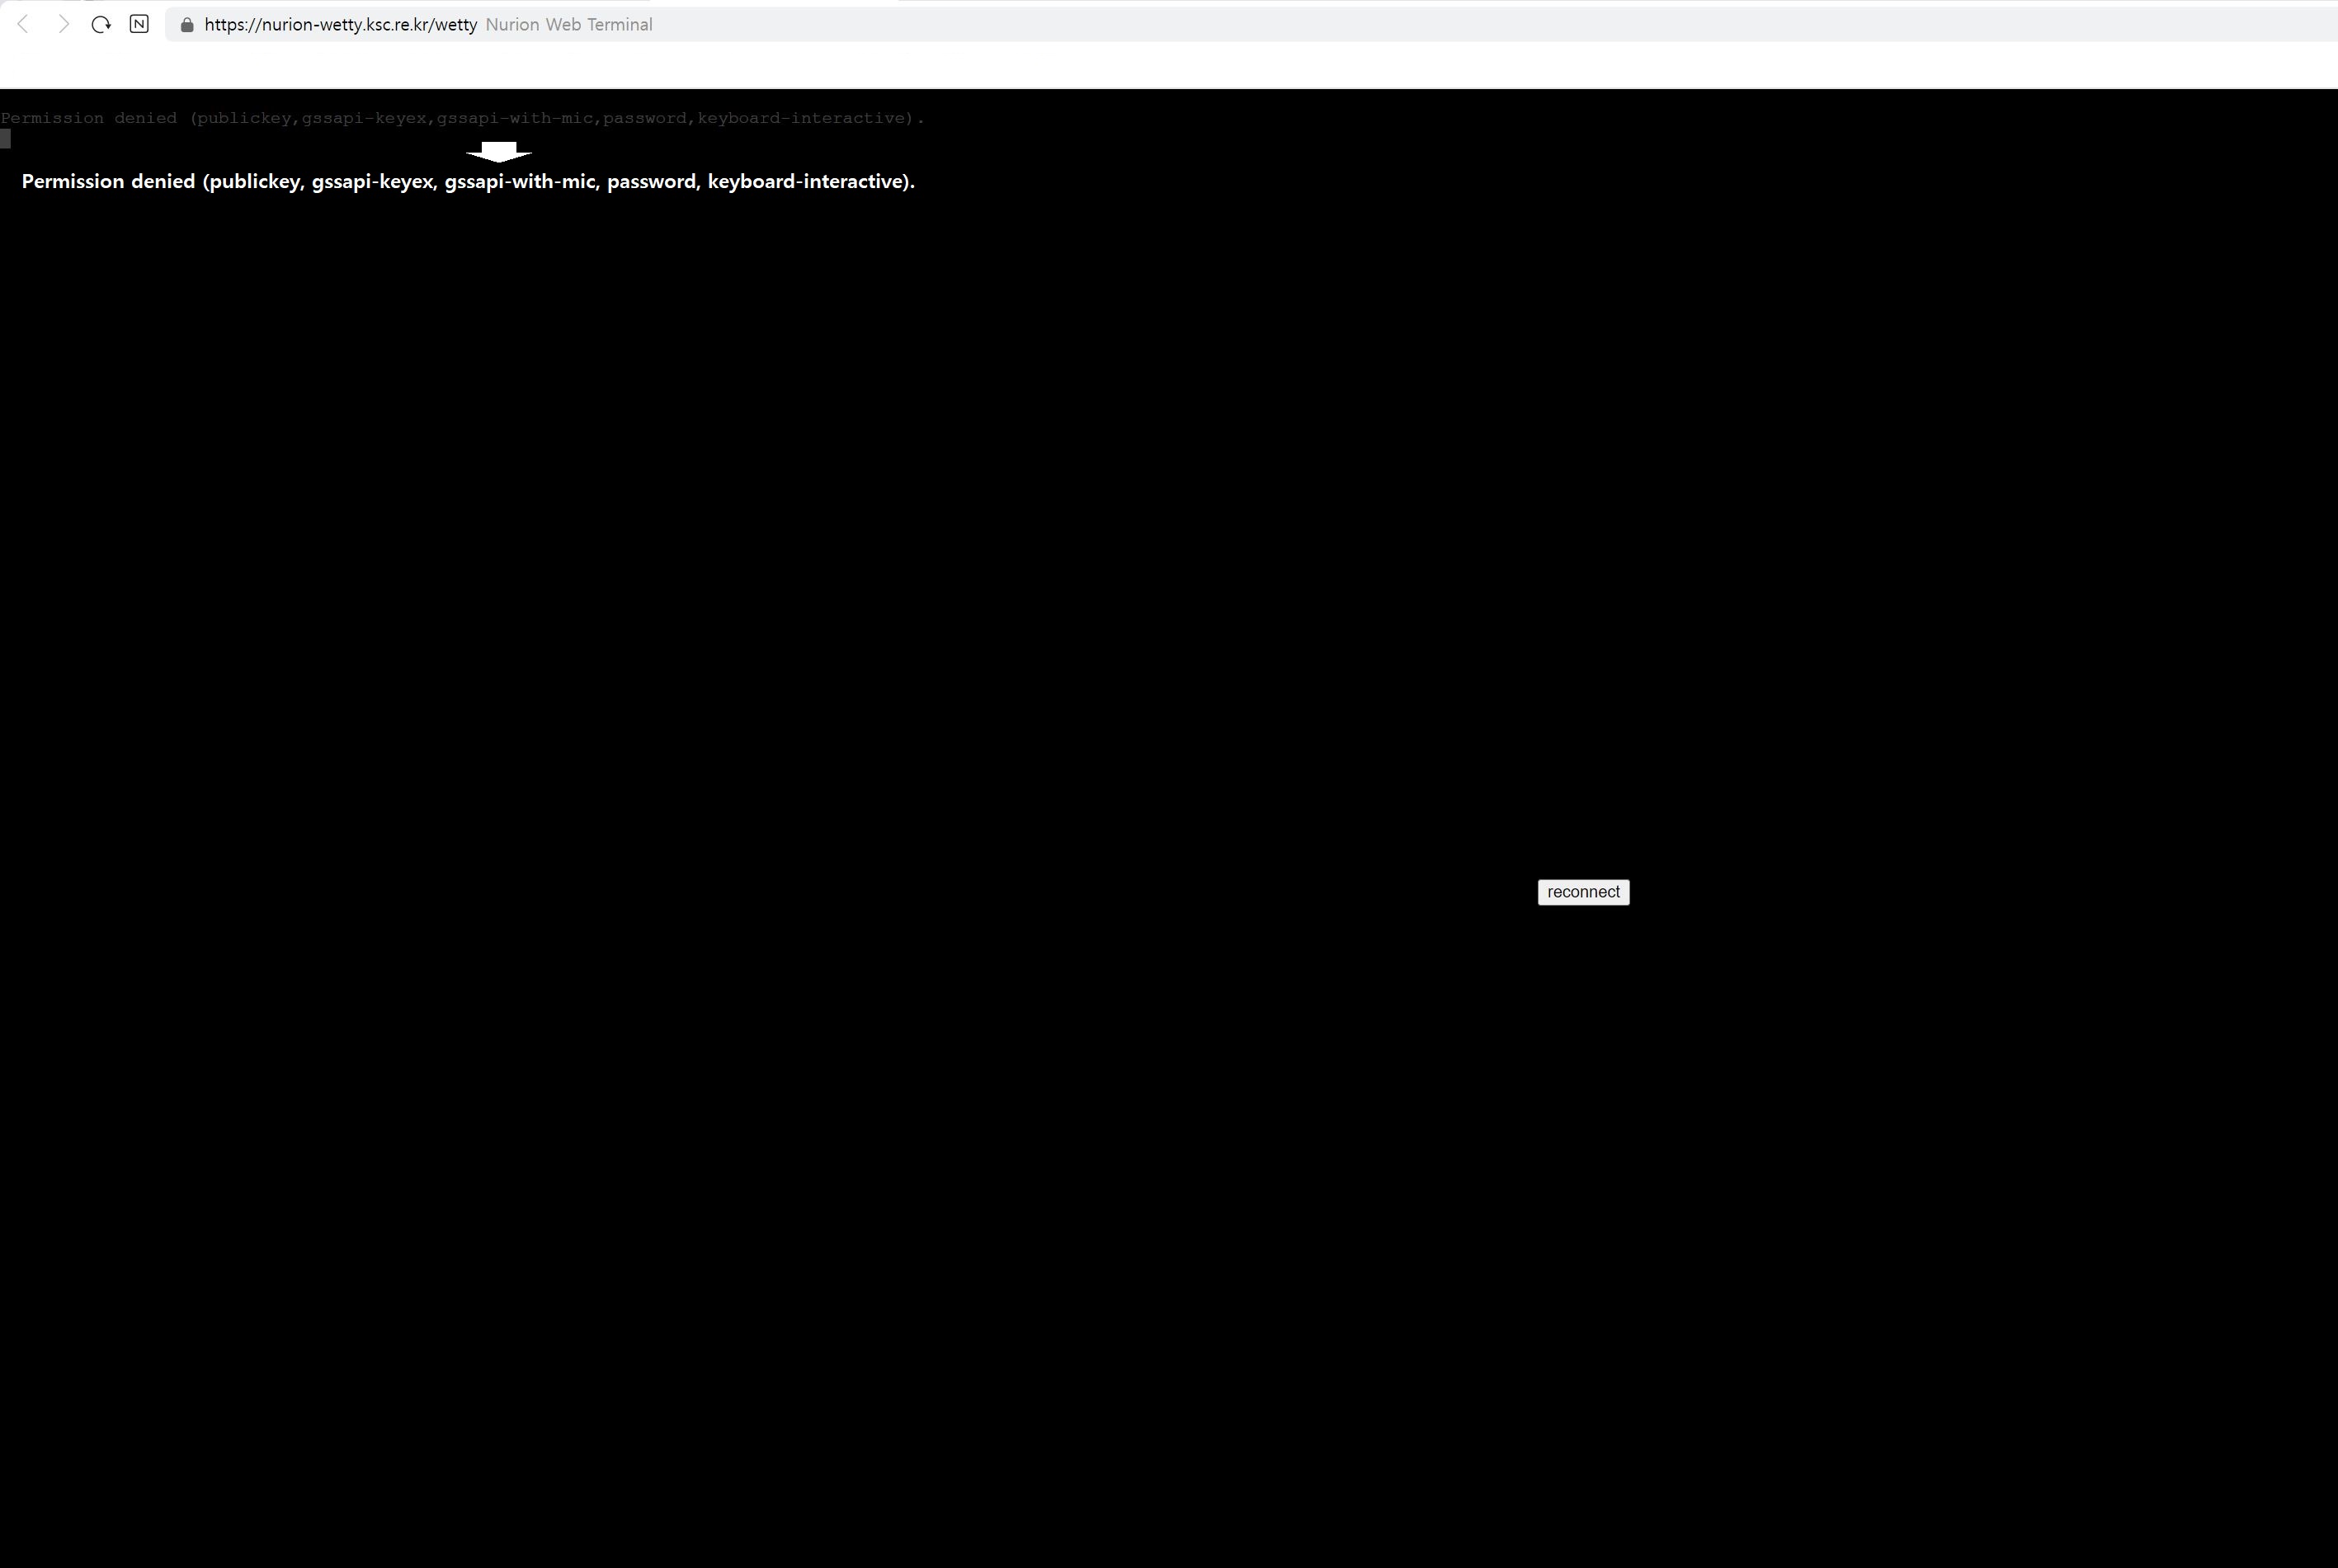 N https://nurion-wetty.ksc.re.kr/wetty Nurion Web Terminal
Permission denied (publickey,gssapi-keyex,gssapi-with-mic,password,keyboard-interactive).
Permission denied (publickey, gssapi-keyex, gssapi-with-mic, password, keyboard-interactive).
reconnect